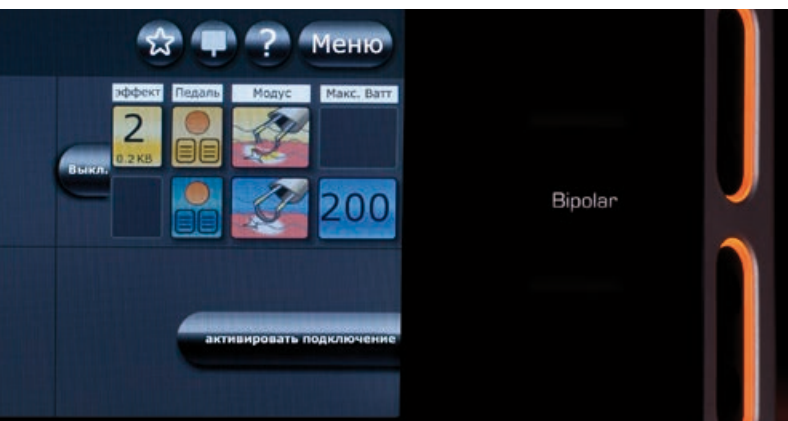 ? Меню
эффект Педаль Модус Макс. Ватт
2
0.2 КВ
Выкл.
200
Bipolar
активировать подключение